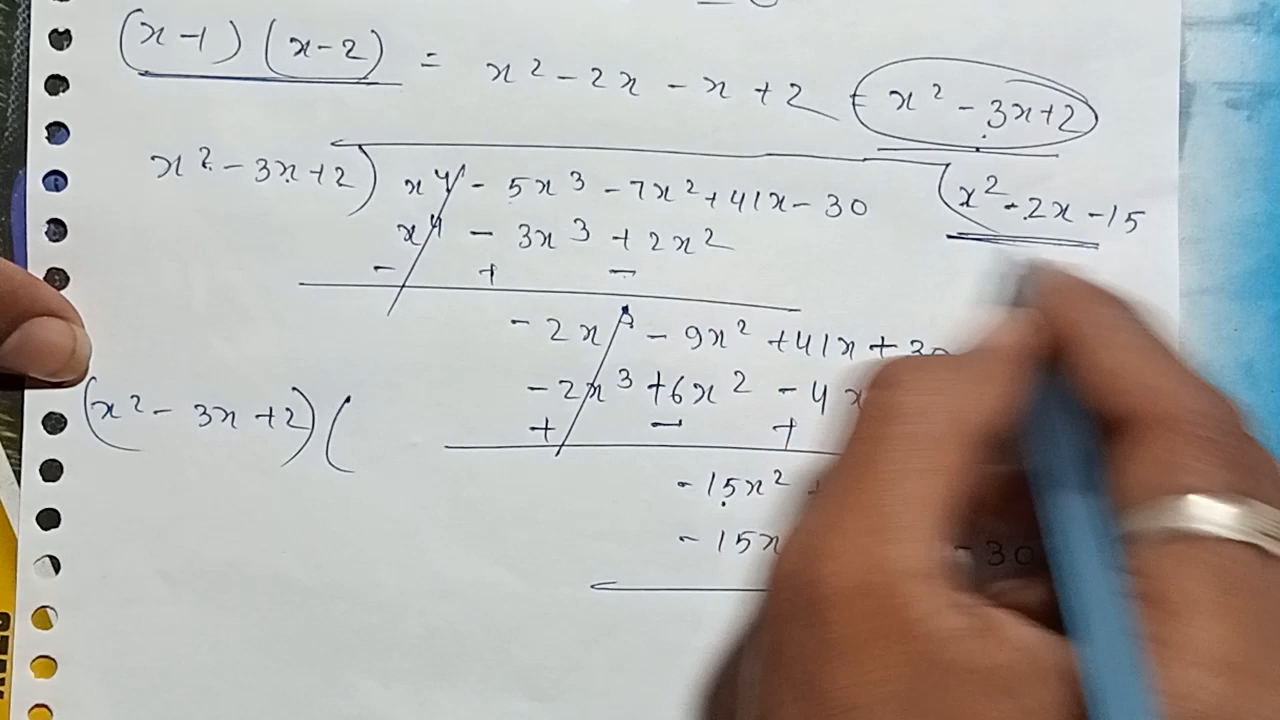 (x-1) (x-2) = x² - 2x - x + 2 = x² - 3x + 2
x² - 3x + 2 ) x⁴ - 5x³ - 7x² + 41x - 30 ( x² - 2x - 15
x⁴ - 3x³ + 2x²
- + -
- 2x³ - 9x² + 41x + 30
- 2x³ + 6x² - 4x
+ - +
(x² - 3x + 2) (
- 15x² +
- 15x - 30